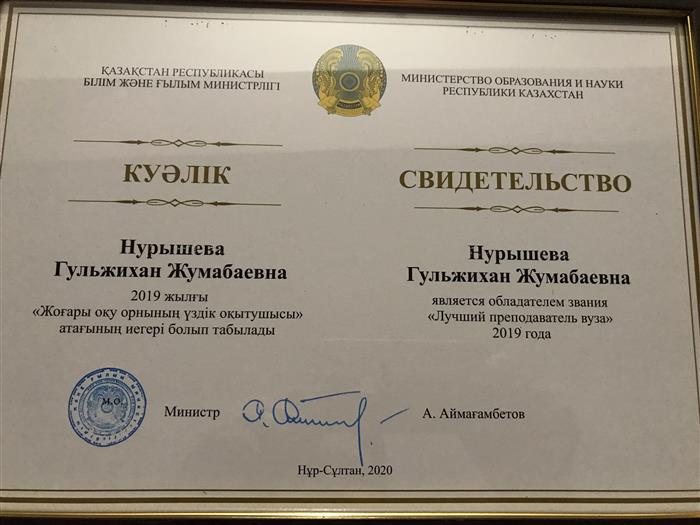 ҚАЗАҚСТАН РЕСПУБЛИКАСЫ
БІЛІМ ЖӘНЕ ҒЫЛЫМ МИНИСТРЛІГІ
КУӘЛІК
Нурышева
Гульжихан Жумабаевна
2019 жылғы
«Жоғары оқу орнының үздік оқытушысы»
атағының иегері болып табылады
МИНИСТЕРСТВО ОБРАЗОВАНИЯ И НАУКИ
РЕСПУБЛИКИ КАЗАХСТАН
СВИДЕТЕЛЬСТВО
Нурышева
Гульжихан Жумабаевна
является обладателем звания
«Лучший преподаватель вуза»
2019 года
М.О.
Министр
А. Аймағамбетов
Нұр-Сұлтан, 2020